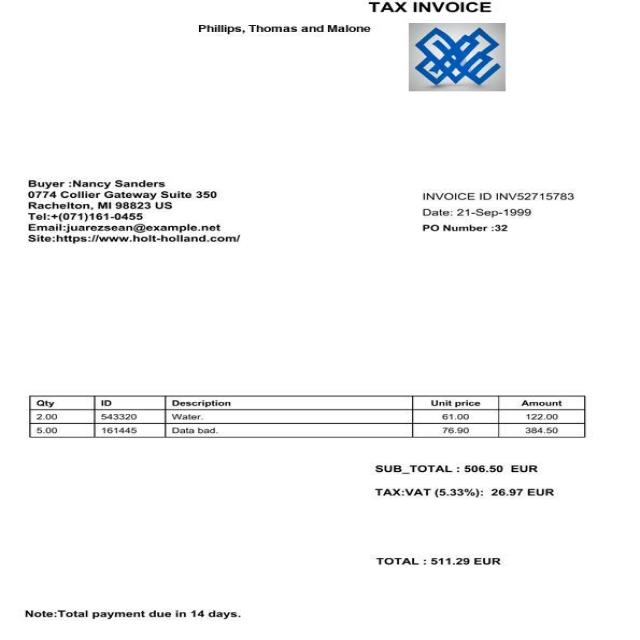 TAX INVOICE
Phillips, Thomas and Malone
Buyer :Nancy Sanders
0774 Collier Gateway Suite 350
Rachelton, MI 98823 US
Tel:+(071)161-0455
Email:juarezsean@example.net
Site:https://www.holt-holland.com/
INVOICE ID INV52715783
Date: 21-Sep-1999
PO Number :32
Qty ID Description Unit price Amount
2.00 543320 Water. 61.00 122.00
5.00 161445 Data bad. 76.90 384.50
SUB_TOTAL : 506.50 EUR
TAX:VAT (5.33%): 26.97 EUR
TOTAL : 511.29 EUR
Note:Total payment due in 14 days.